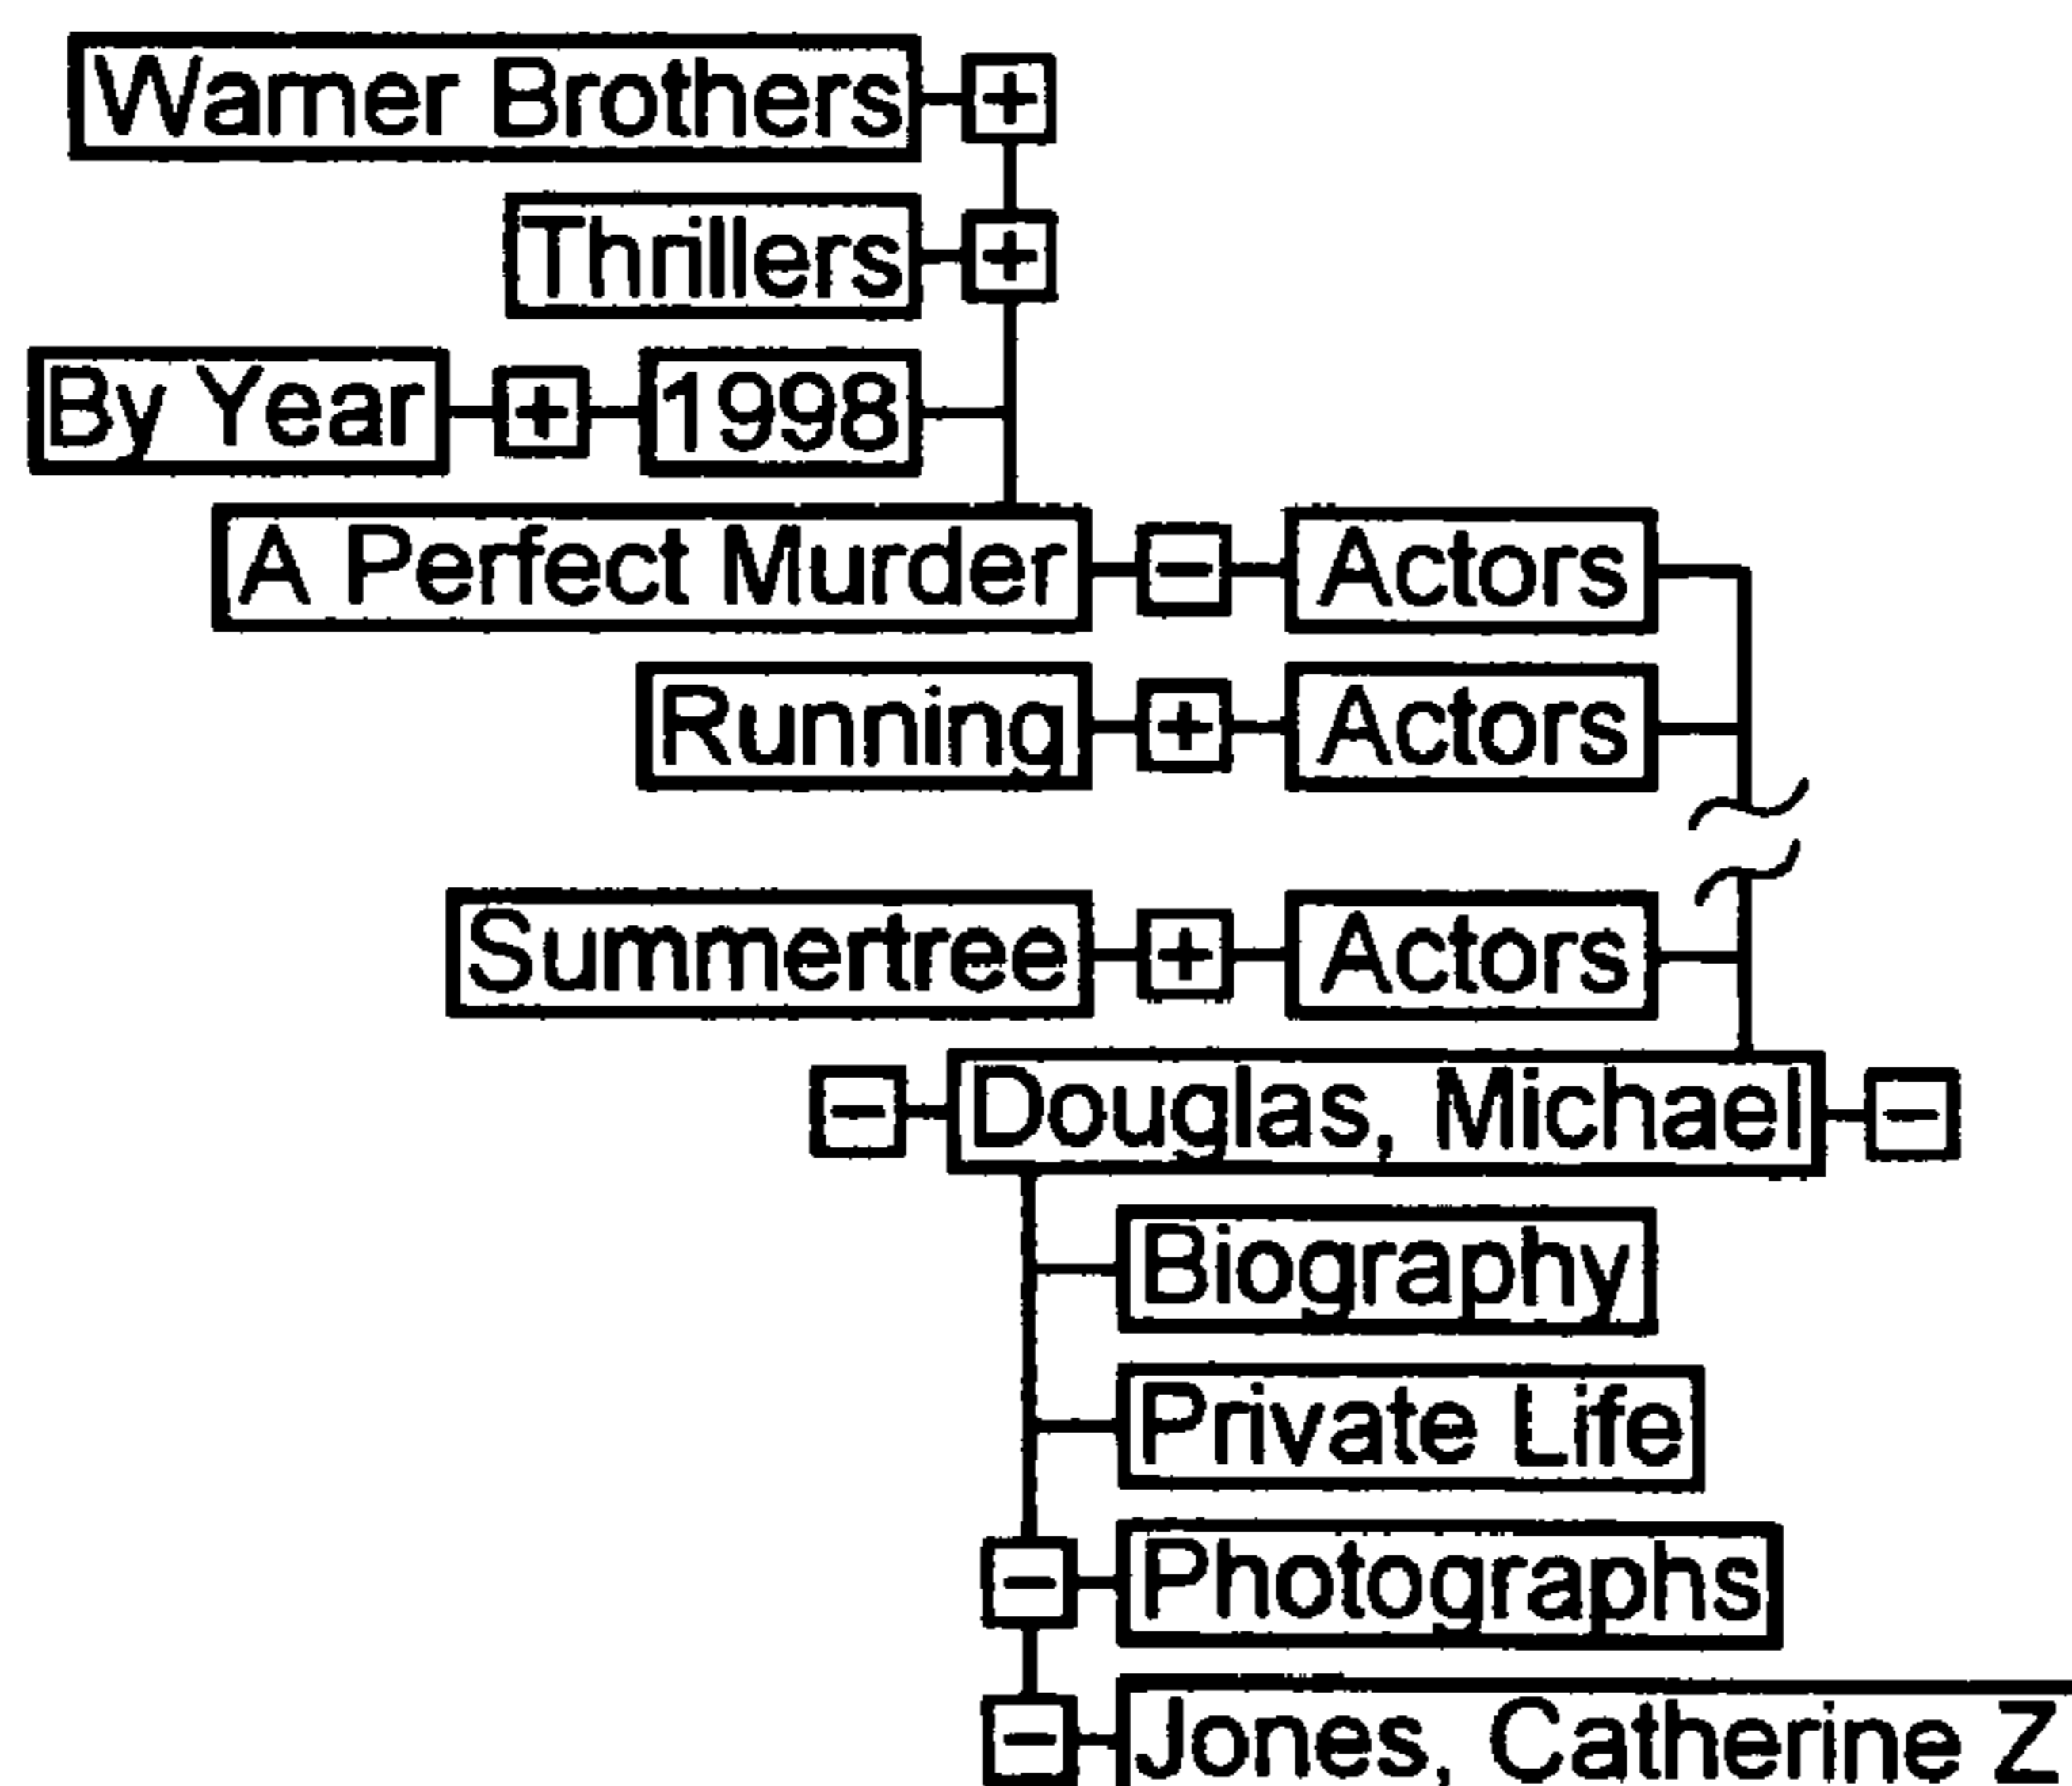 Warner Brothers +
Thrillers +
By Year + 1998
A Perfect Murder − Actors
Running + Actors
Summertree + Actors
− Douglas, Michael −
Biography
Private Life
− Photographs
− Jones, Catherine Z